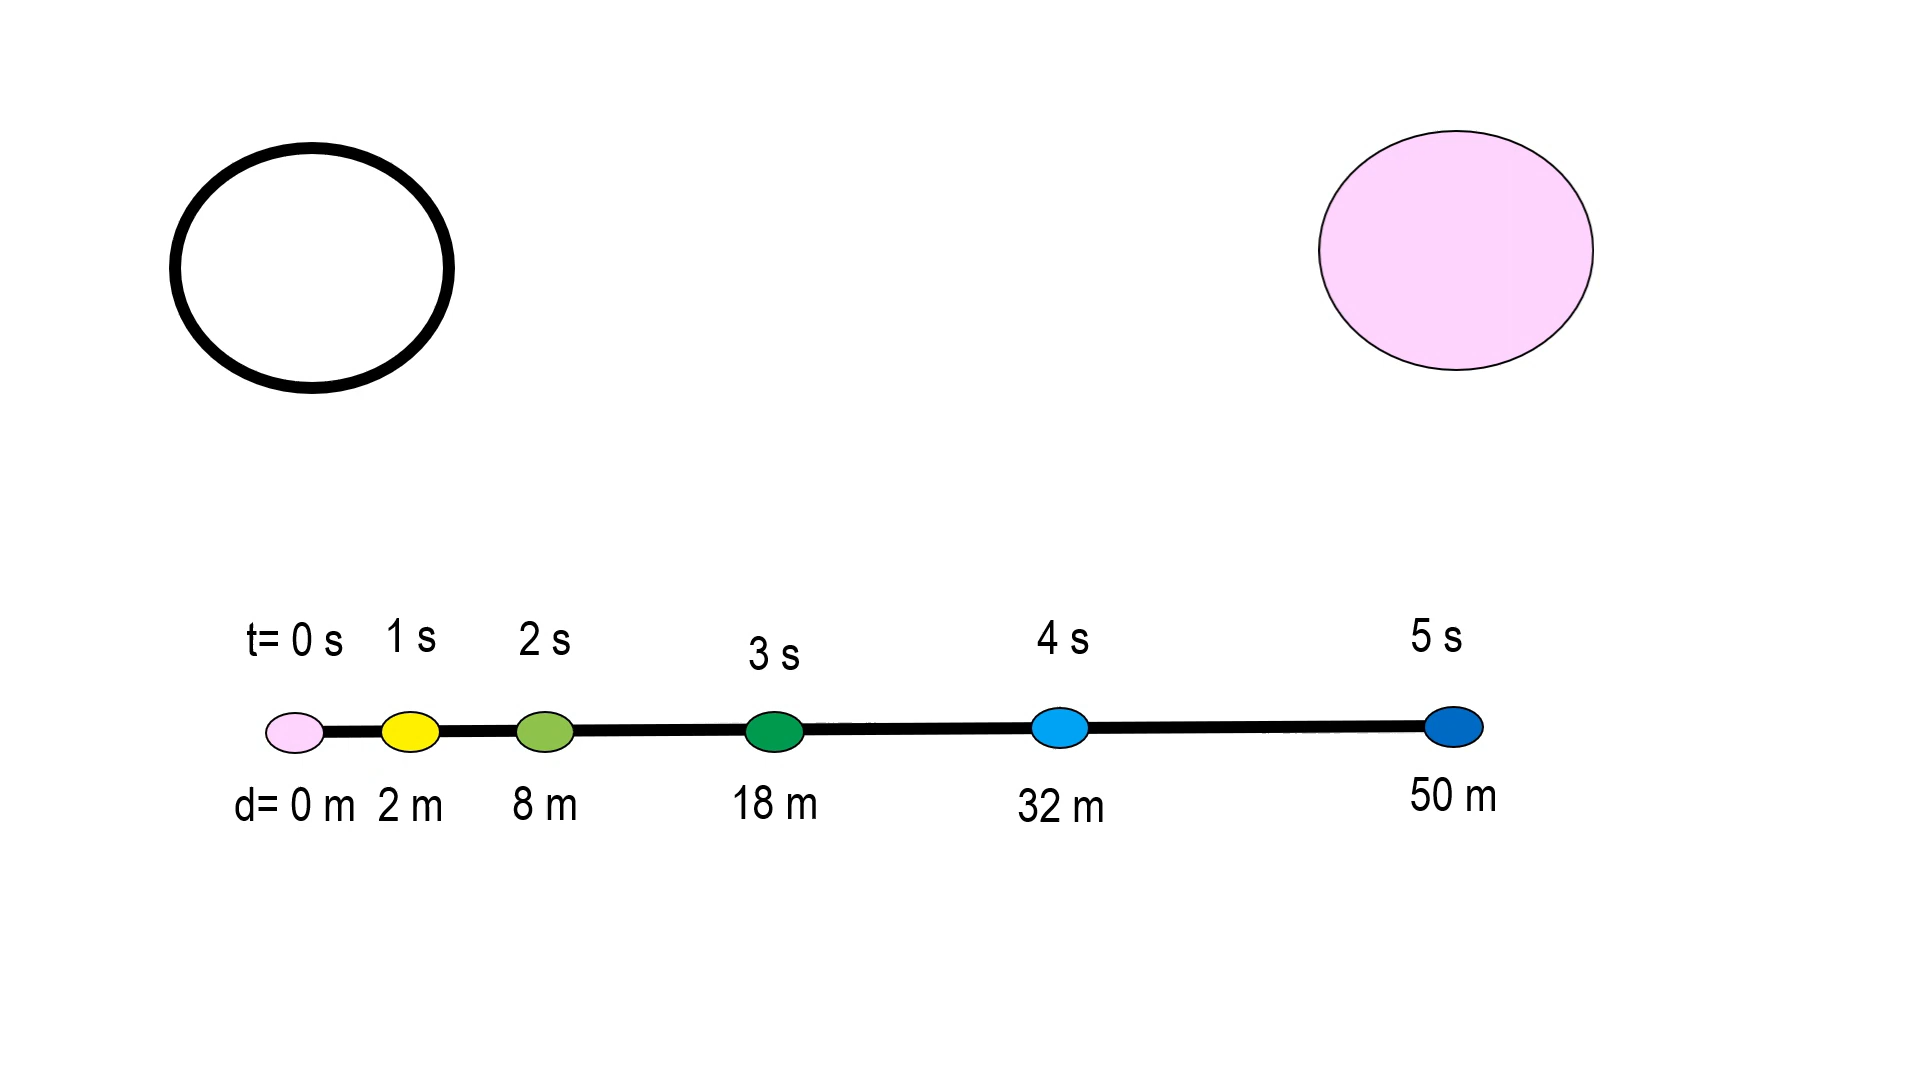 t= 0 s 1 s 2 s 3 s 4 s 5 s
d= 0 m 2 m 8 m 18 m 32 m 50 m